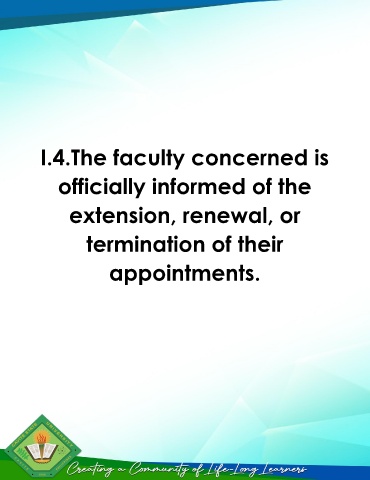 I.4.The faculty concerned is
officially informed of the
extension, renewal, or
termination of their
appointments.
Creating a Community of Life-Long Learners